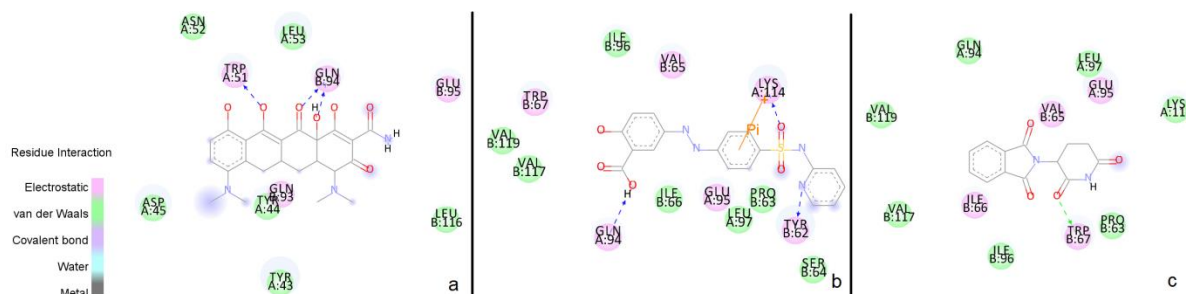 ASN
A:52
LEU
A:53
TRP
A:51
GLN
B:94
GLU
B:95
H
O
O
O
O
O
O
N
H
H
O
N
N
Residue Interaction
Electrostatic
van der Waals
Covalent bond
Water
Metal
ASP
A:45
GLN
B:93
TYR
A:44
LEU
A:116
TYR
A:43
a
ILE
B:96
VAL
B:65
LYS
A:114
TRP
B:67
VAL
B:119
VAL
B:117
+
Pi
O
O
O
H
N
N
O
S
O
N
N
ILE
B:66
GLU
A:95
PRO
B:63
LEU
A:97
GLN
A:94
TYR
B:62
SER
B:64
b
GLN
A:94
LEU
A:97
GLU
A:95
VAL
B:119
VAL
B:65
LYS
A:11
O
N
O
O
N
H
O
ILE
B:66
VAL
B:117
TRP
B:67
PRO
B:63
ILE
B:96
c